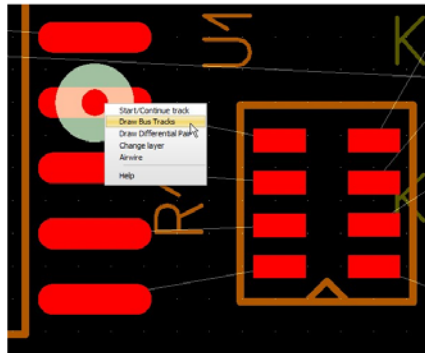 U1
K
Start/Continue track
Draw Bus Tracks
Draw Differential Pair
Change layer
Airwire
Help
K